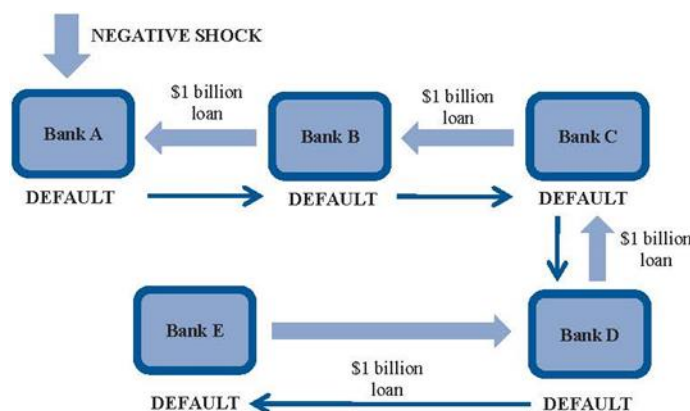 NEGATIVE SHOCK
$1 billion
loan
$1 billion
loan
Bank A
Bank B
Bank C
DEFAULT
DEFAULT
DEFAULT
$1 billion
loan
Bank E
Bank D
$1 billion
loan
DEFAULT
DEFAULT